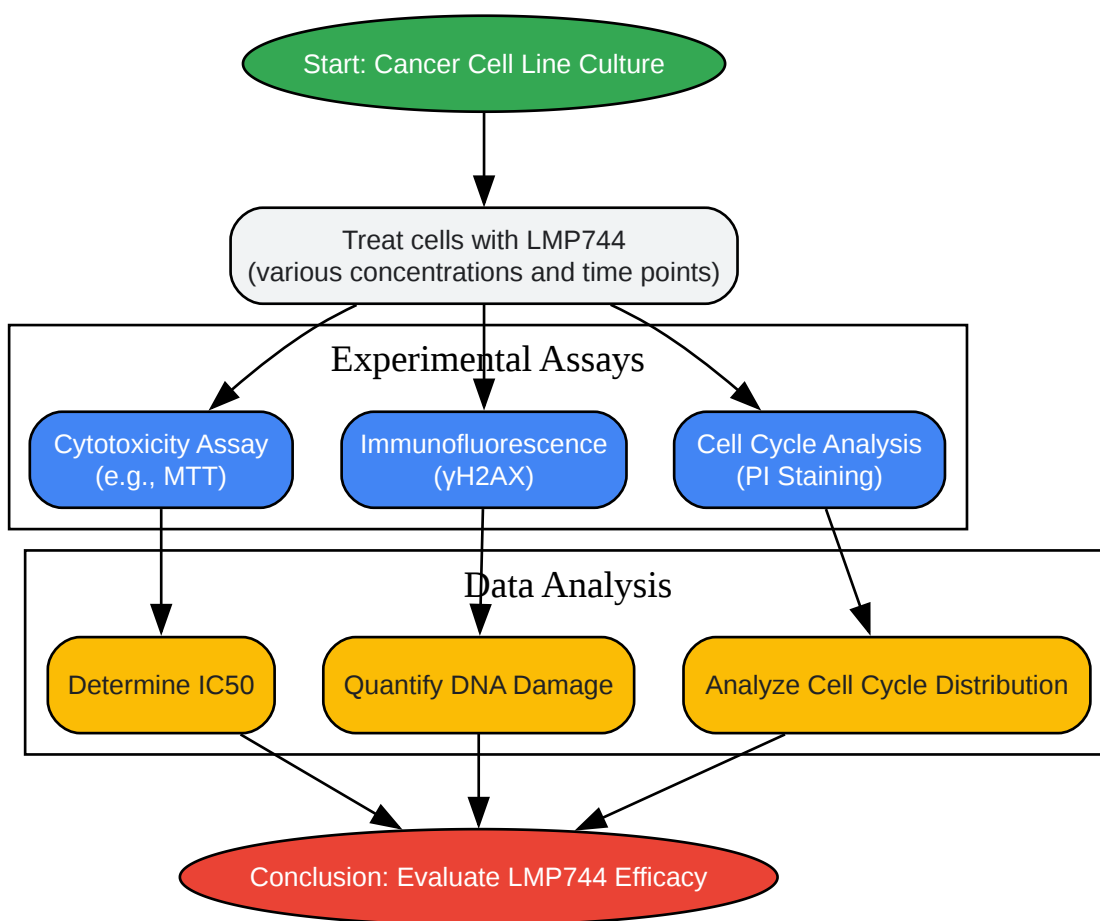 Start: Cancer Cell Line Culture
Treat cells with LMP744
(various concentrations and time points)
Experimental Assays
Cytotoxicity Assay
(e.g., MTT)
Immunofluorescence
(γH2AX)
Cell Cycle Analysis
(PI Staining)
Data Analysis
Determine IC50
Quantify DNA Damage
Analyze Cell Cycle Distribution
Conclusion: Evaluate LMP744 Efficacy